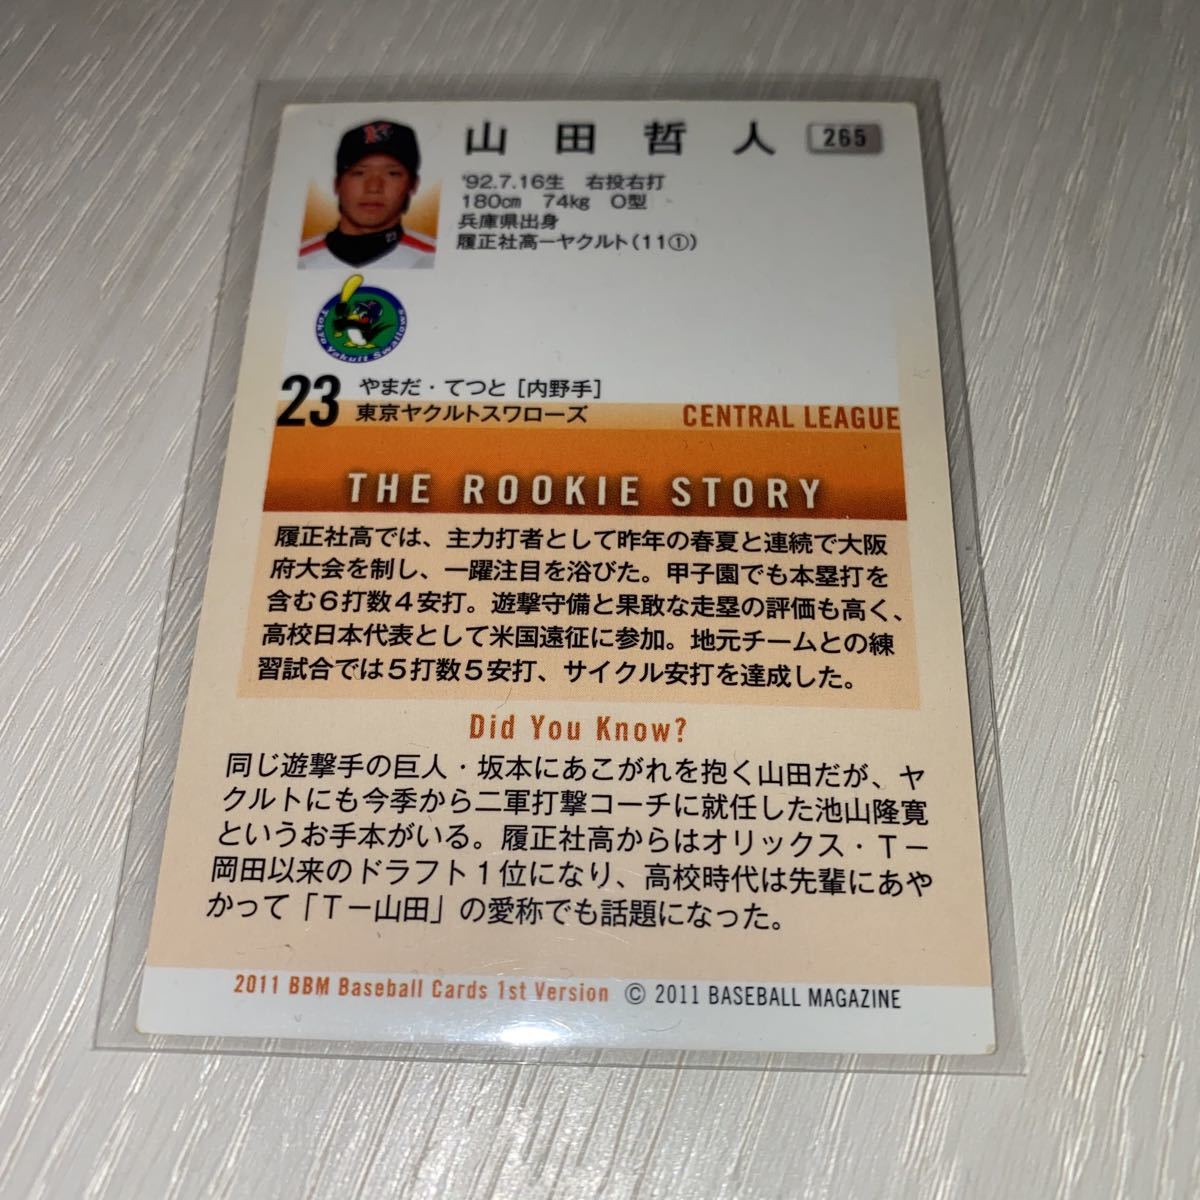 山田哲人 265
'92.7.16生 右投右打
180cm 74kg O型
兵庫県出身
履正社高ーヤクルト(11①)
Tokyo Yakult Swallows
23 やまだ・てつと [内野手]
東京ヤクルトスワローズ CENTRAL LEAGUE
THE ROOKIE STORY
履正社高では、主力打者として昨年の春夏と連続で大阪
府大会を制し、一躍注目を浴びた。甲子園でも本塁打を
含む6打数4安打。遊撃守備と果敢な走塁の評価も高く、
高校日本代表として米国遠征に参加。地元チームとの練
習試合では5打数5安打、サイクル安打を達成した。
Did You Know?
同じ遊撃手の巨人・坂本にあこがれを抱く山田だが、ヤ
クルトにも今季から二軍打撃コーチに就任した池山隆寛
というお手本がいる。履正社高からはオリックス・T－
岡田以来のドラフト1位になり、高校時代は先輩にあや
かって「T－山田」の愛称でも話題になった。
2011 BBM Baseball Cards 1st Version © 2011 BASEBALL MAGAZINE